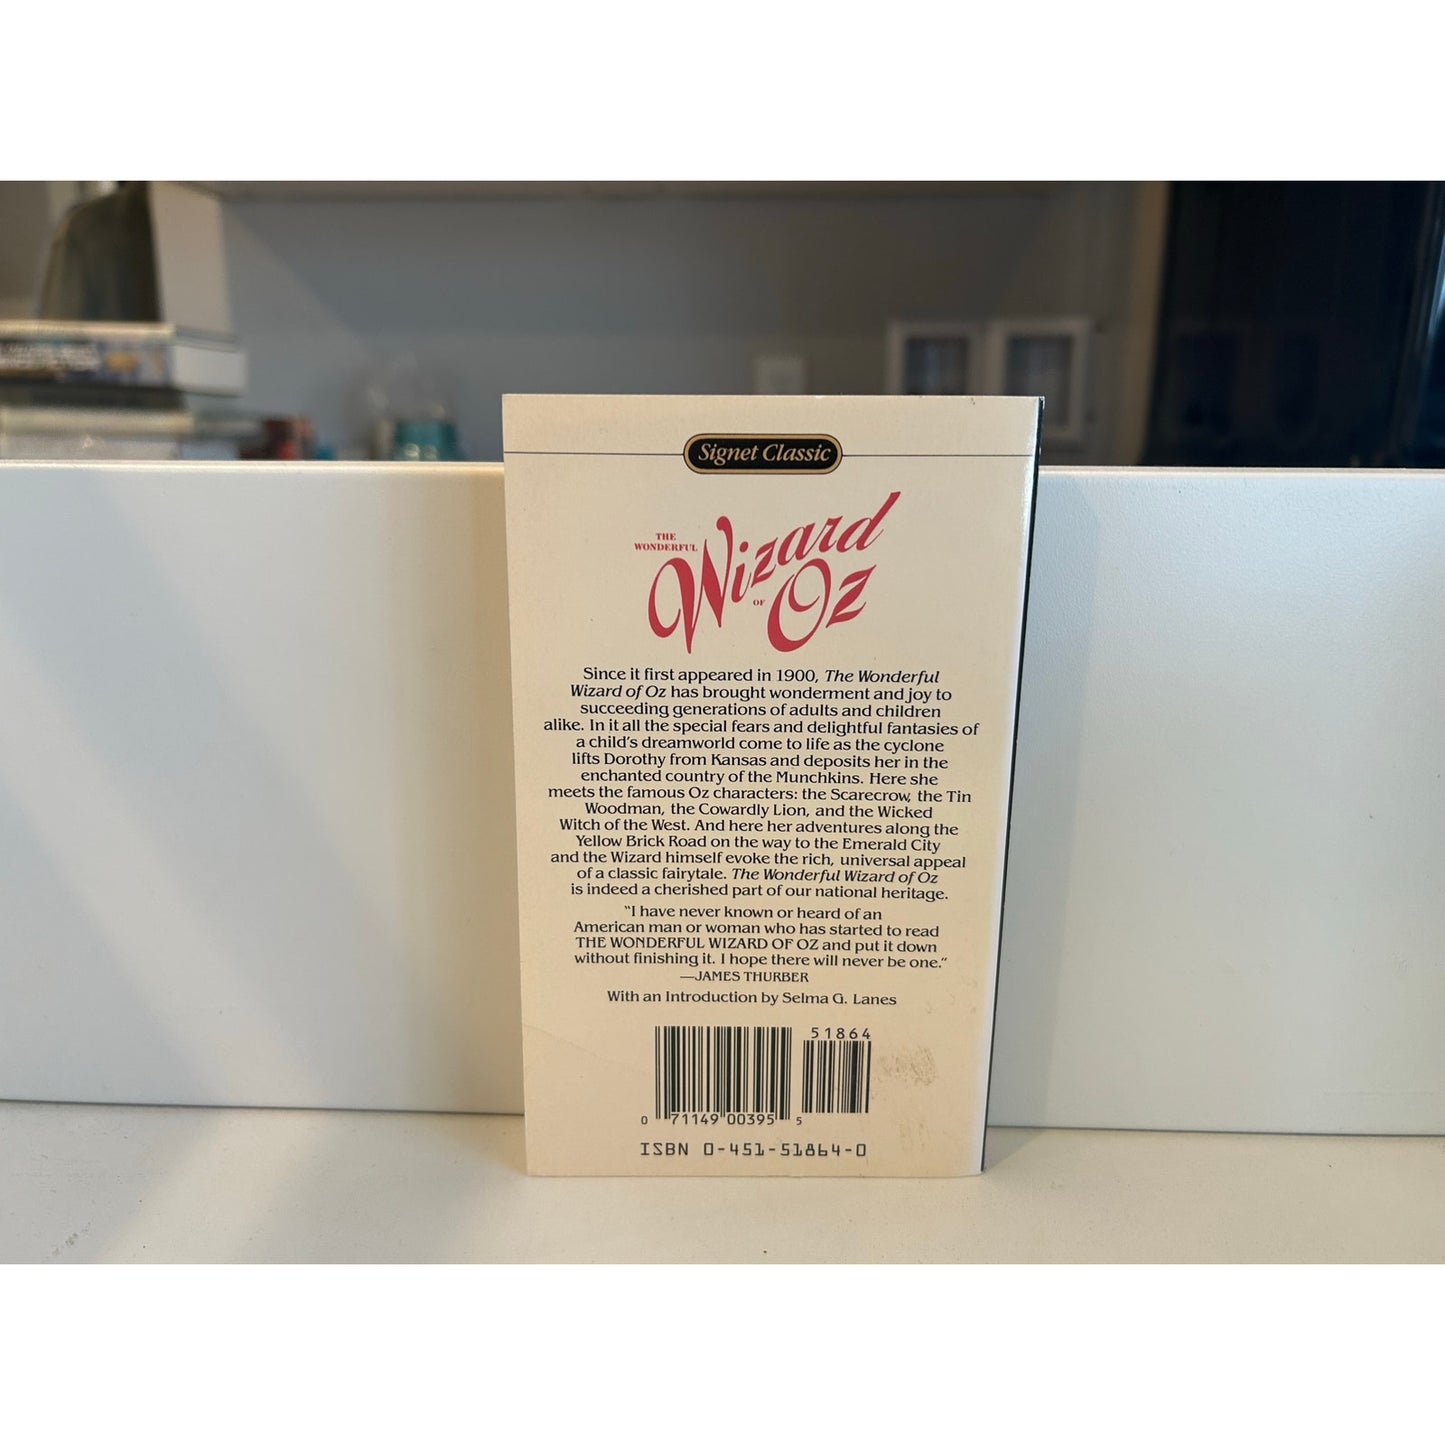 Signet Classic
THE
WONDERFUL
Wizard
OF
Oz
Since it first appeared in 1900, The Wonderful
Wizard of Oz has brought wonderment and joy to
succeeding generations of adults and children
alike. In it all the special fears and delightful fantasies of
a child's dreamworld come to life as the cyclone
lifts Dorothy from Kansas and deposits her in the
enchanted country of the Munchkins. Here she
meets the famous Oz characters: the Scarecrow, the Tin
Woodman, the Cowardly Lion, and the Wicked
Witch of the West. And here her adventures along the
Yellow Brick Road on the way to the Emerald City
and the Wizard himself evoke the rich, universal appeal
of a classic fairytale. The Wonderful Wizard of Oz
is indeed a cherished part of our national heritage.
"I have never known or heard of an
American man or woman who has started to read
THE WONDERFUL WIZARD OF OZ and put it down
without finishing it. I hope there will never be one."
—JAMES THURBER
With an Introduction by Selma G. Lanes
51864
0 71149 00395 5
ISBN 0-451-51864-0